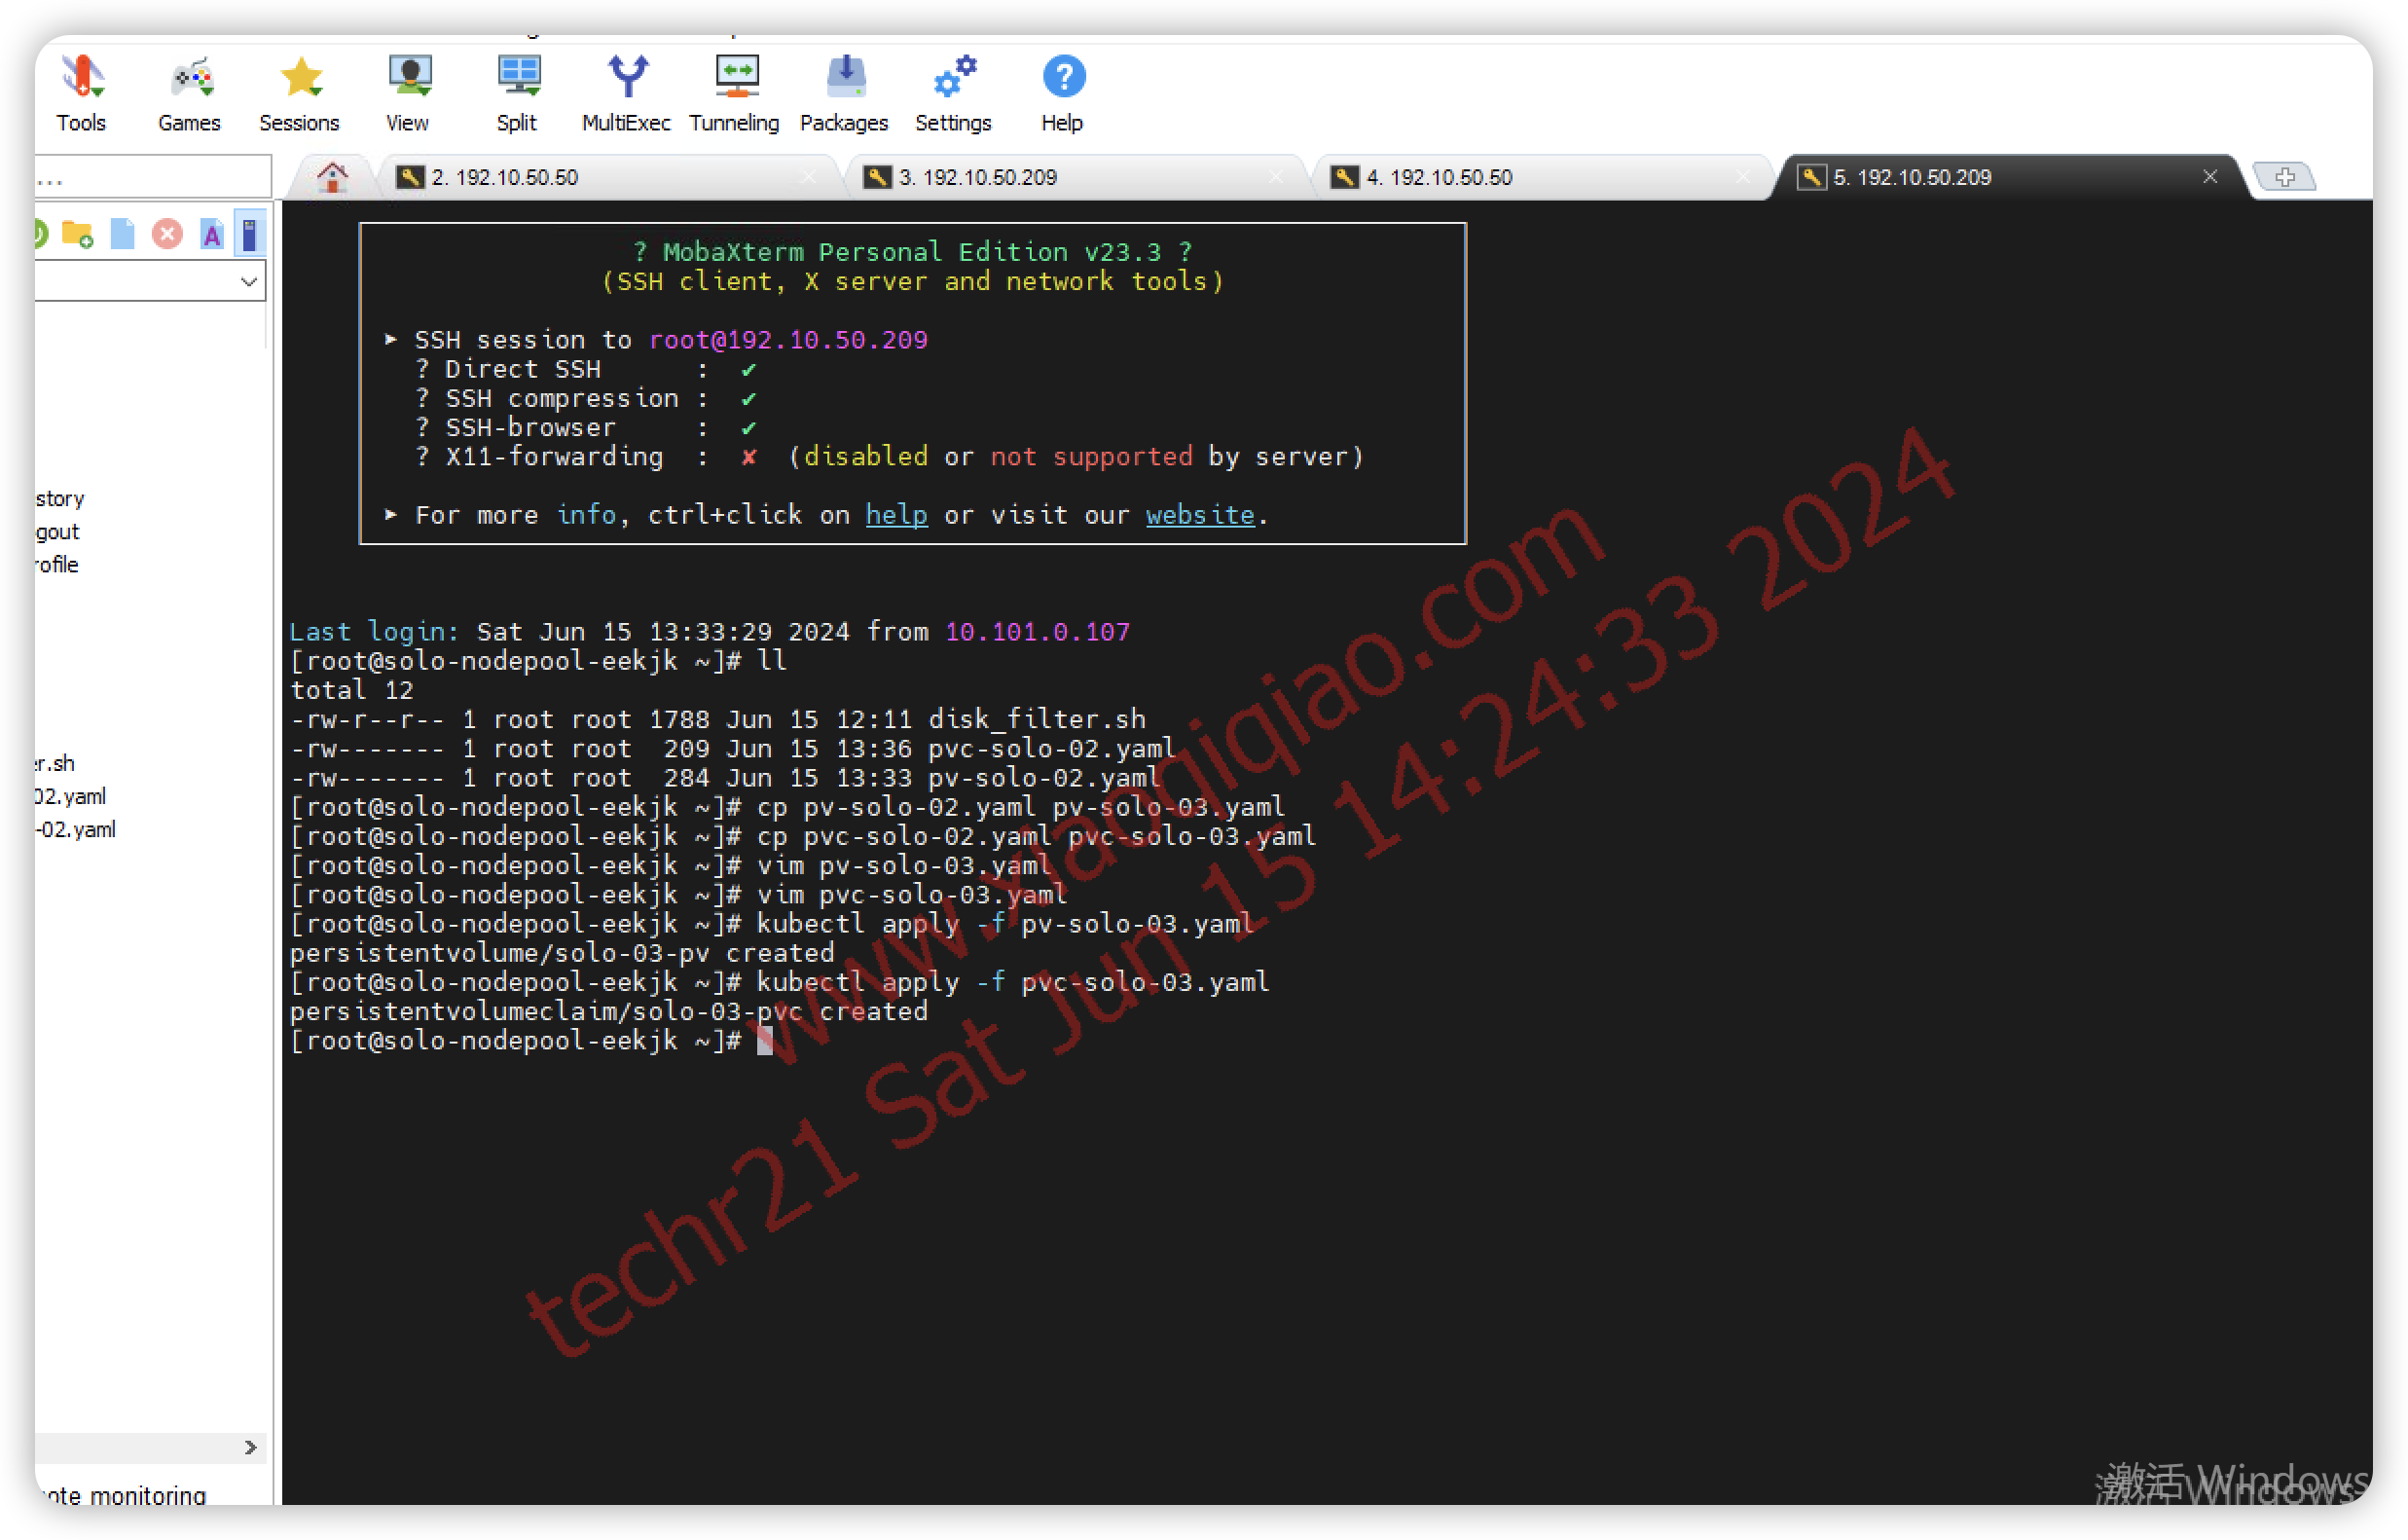 Tools Games Sessions View Split MultiExec Tunneling Packages Settings Help
...
2. 192.10.50.50
3. 192.10.50.209
4. 192.10.50.50
5. 192.10.50.209
? MobaXterm Personal Edition v23.3 ?
(SSH client, X server and network tools)
➤ SSH session to root@192.10.50.209
? Direct SSH : ✔
? SSH compression : ✔
? SSH-browser : ✔
? X11-forwarding : ✘ (disabled or not supported by server)
➤ For more info, ctrl+click on help or visit our website.
story
gout
rofile
er.sh
02.yaml
-02.yaml
ote monitoring
Last login: Sat Jun 15 13:33:29 2024 from 10.101.0.107
[root@solo-nodepool-eekjk ~]# ll
total 12
-rw-r--r-- 1 root root 1788 Jun 15 12:11 disk_filter.sh
-rw------- 1 root root  209 Jun 15 13:36 pvc-solo-02.yaml
-rw------- 1 root root  284 Jun 15 13:33 pv-solo-02.yaml
[root@solo-nodepool-eekjk ~]# cp pv-solo-02.yaml pv-solo-03.yaml
[root@solo-nodepool-eekjk ~]# cp pvc-solo-02.yaml pvc-solo-03.yaml
[root@solo-nodepool-eekjk ~]# vim pv-solo-03.yaml
[root@solo-nodepool-eekjk ~]# vim pvc-solo-03.yaml
[root@solo-nodepool-eekjk ~]# kubectl apply -f pv-solo-03.yaml
persistentvolume/solo-03-pv created
[root@solo-nodepool-eekjk ~]# kubectl apply -f pvc-solo-03.yaml
persistentvolumeclaim/solo-03-pvc created
[root@solo-nodepool-eekjk ~]#
www.xiaoqiqiao.com
techr21 Sat Jun 15 14:24:33 2024
激活 Windows
激活 Windows